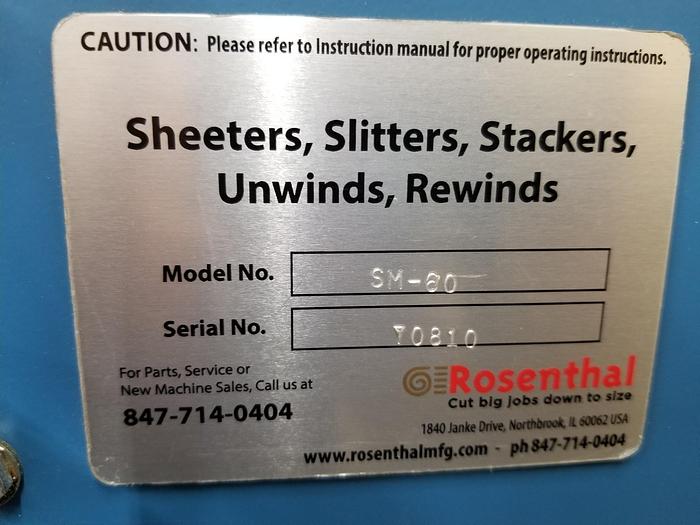 CAUTION: Please refer to Instruction manual for proper operating instructions.
Sheeters, Slitters, Stackers,
Unwinds, Rewinds
Model No. SM-60
Serial No. 70810
For Parts, Service or
New Machine Sales, Call us at
847-714-0404
Rosenthal
Cut big jobs down to size
1840 Janke Drive, Northbrook, IL 60062 USA
www.rosenthalmfg.com - ph 847-714-0404